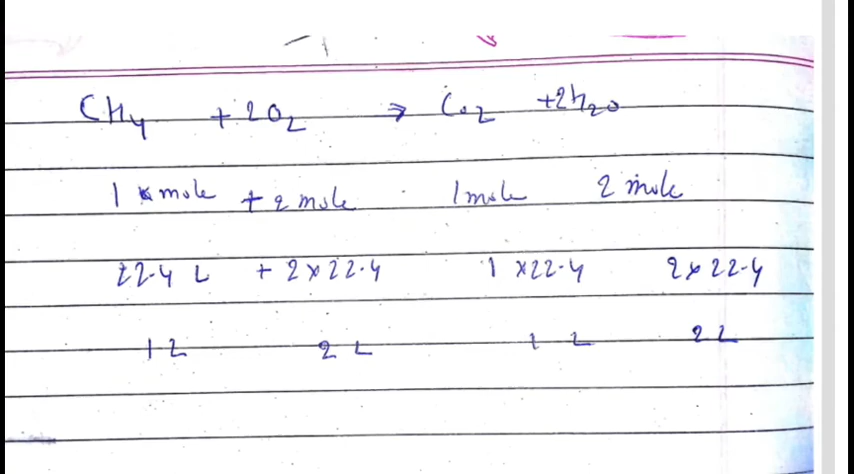 CH4 + 2O2 → Co2 + 2H2O
1 mole + 2 mole 1 mole 2 mole
22.4 L + 2×22.4 1 ×22.4 2×22.4
1 L 2 L 1 L 2 L